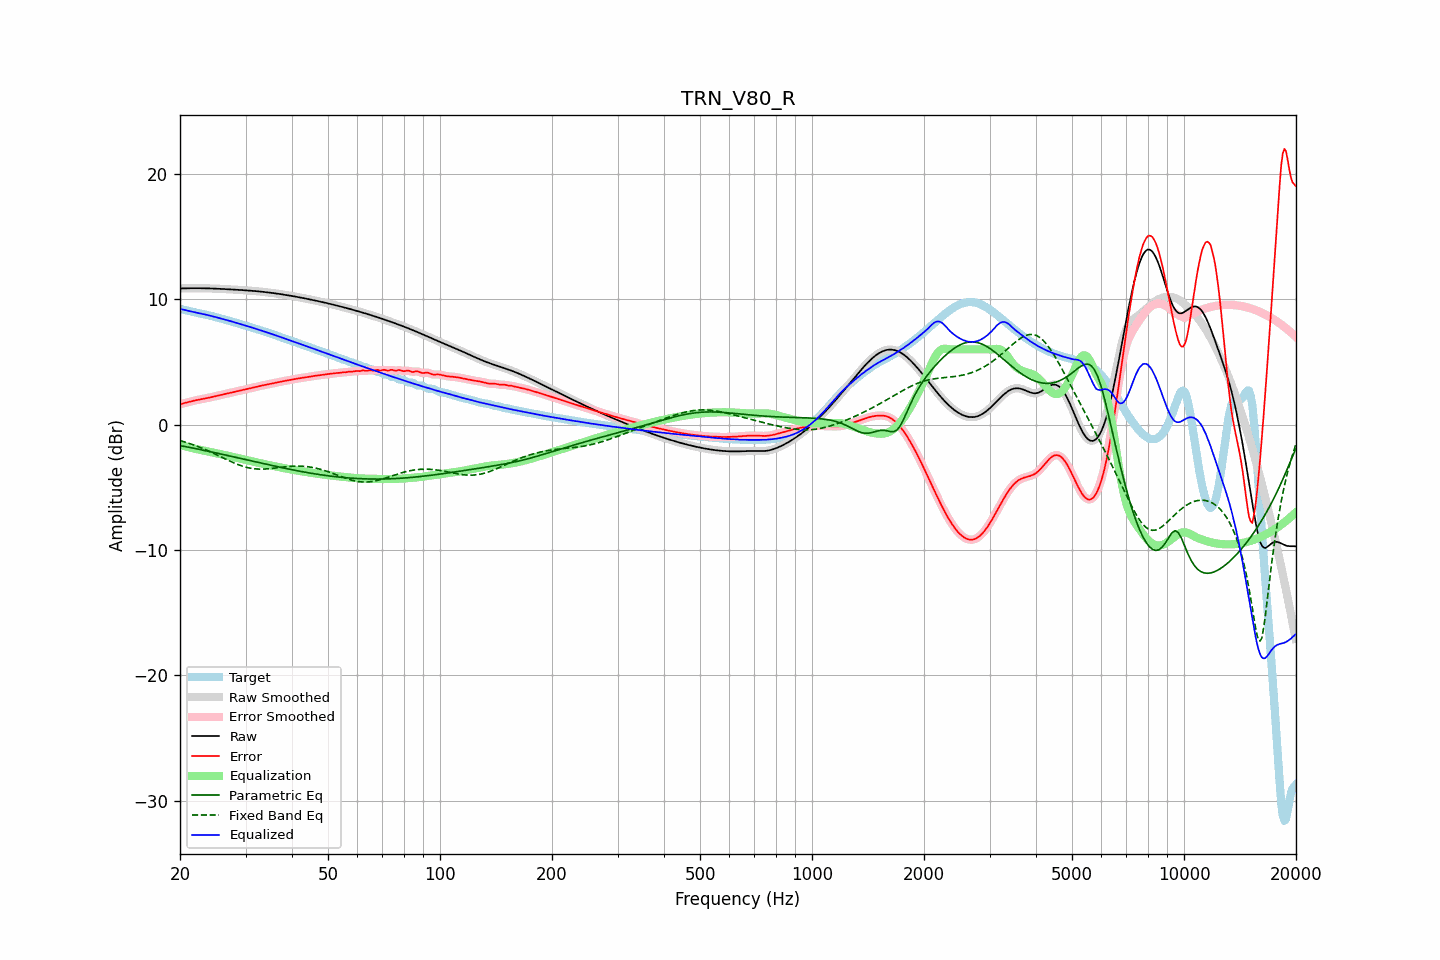 TRN_V80_R
Amplitude (dBr)
20
10
0
−10
−20
−30
Target
Raw Smoothed
Error Smoothed
Raw
Error
Equalization
Parametric Eq
Fixed Band Eq
Equalized
20 50 100 200 500 1000 2000 5000 10000 20000
Frequency (Hz)